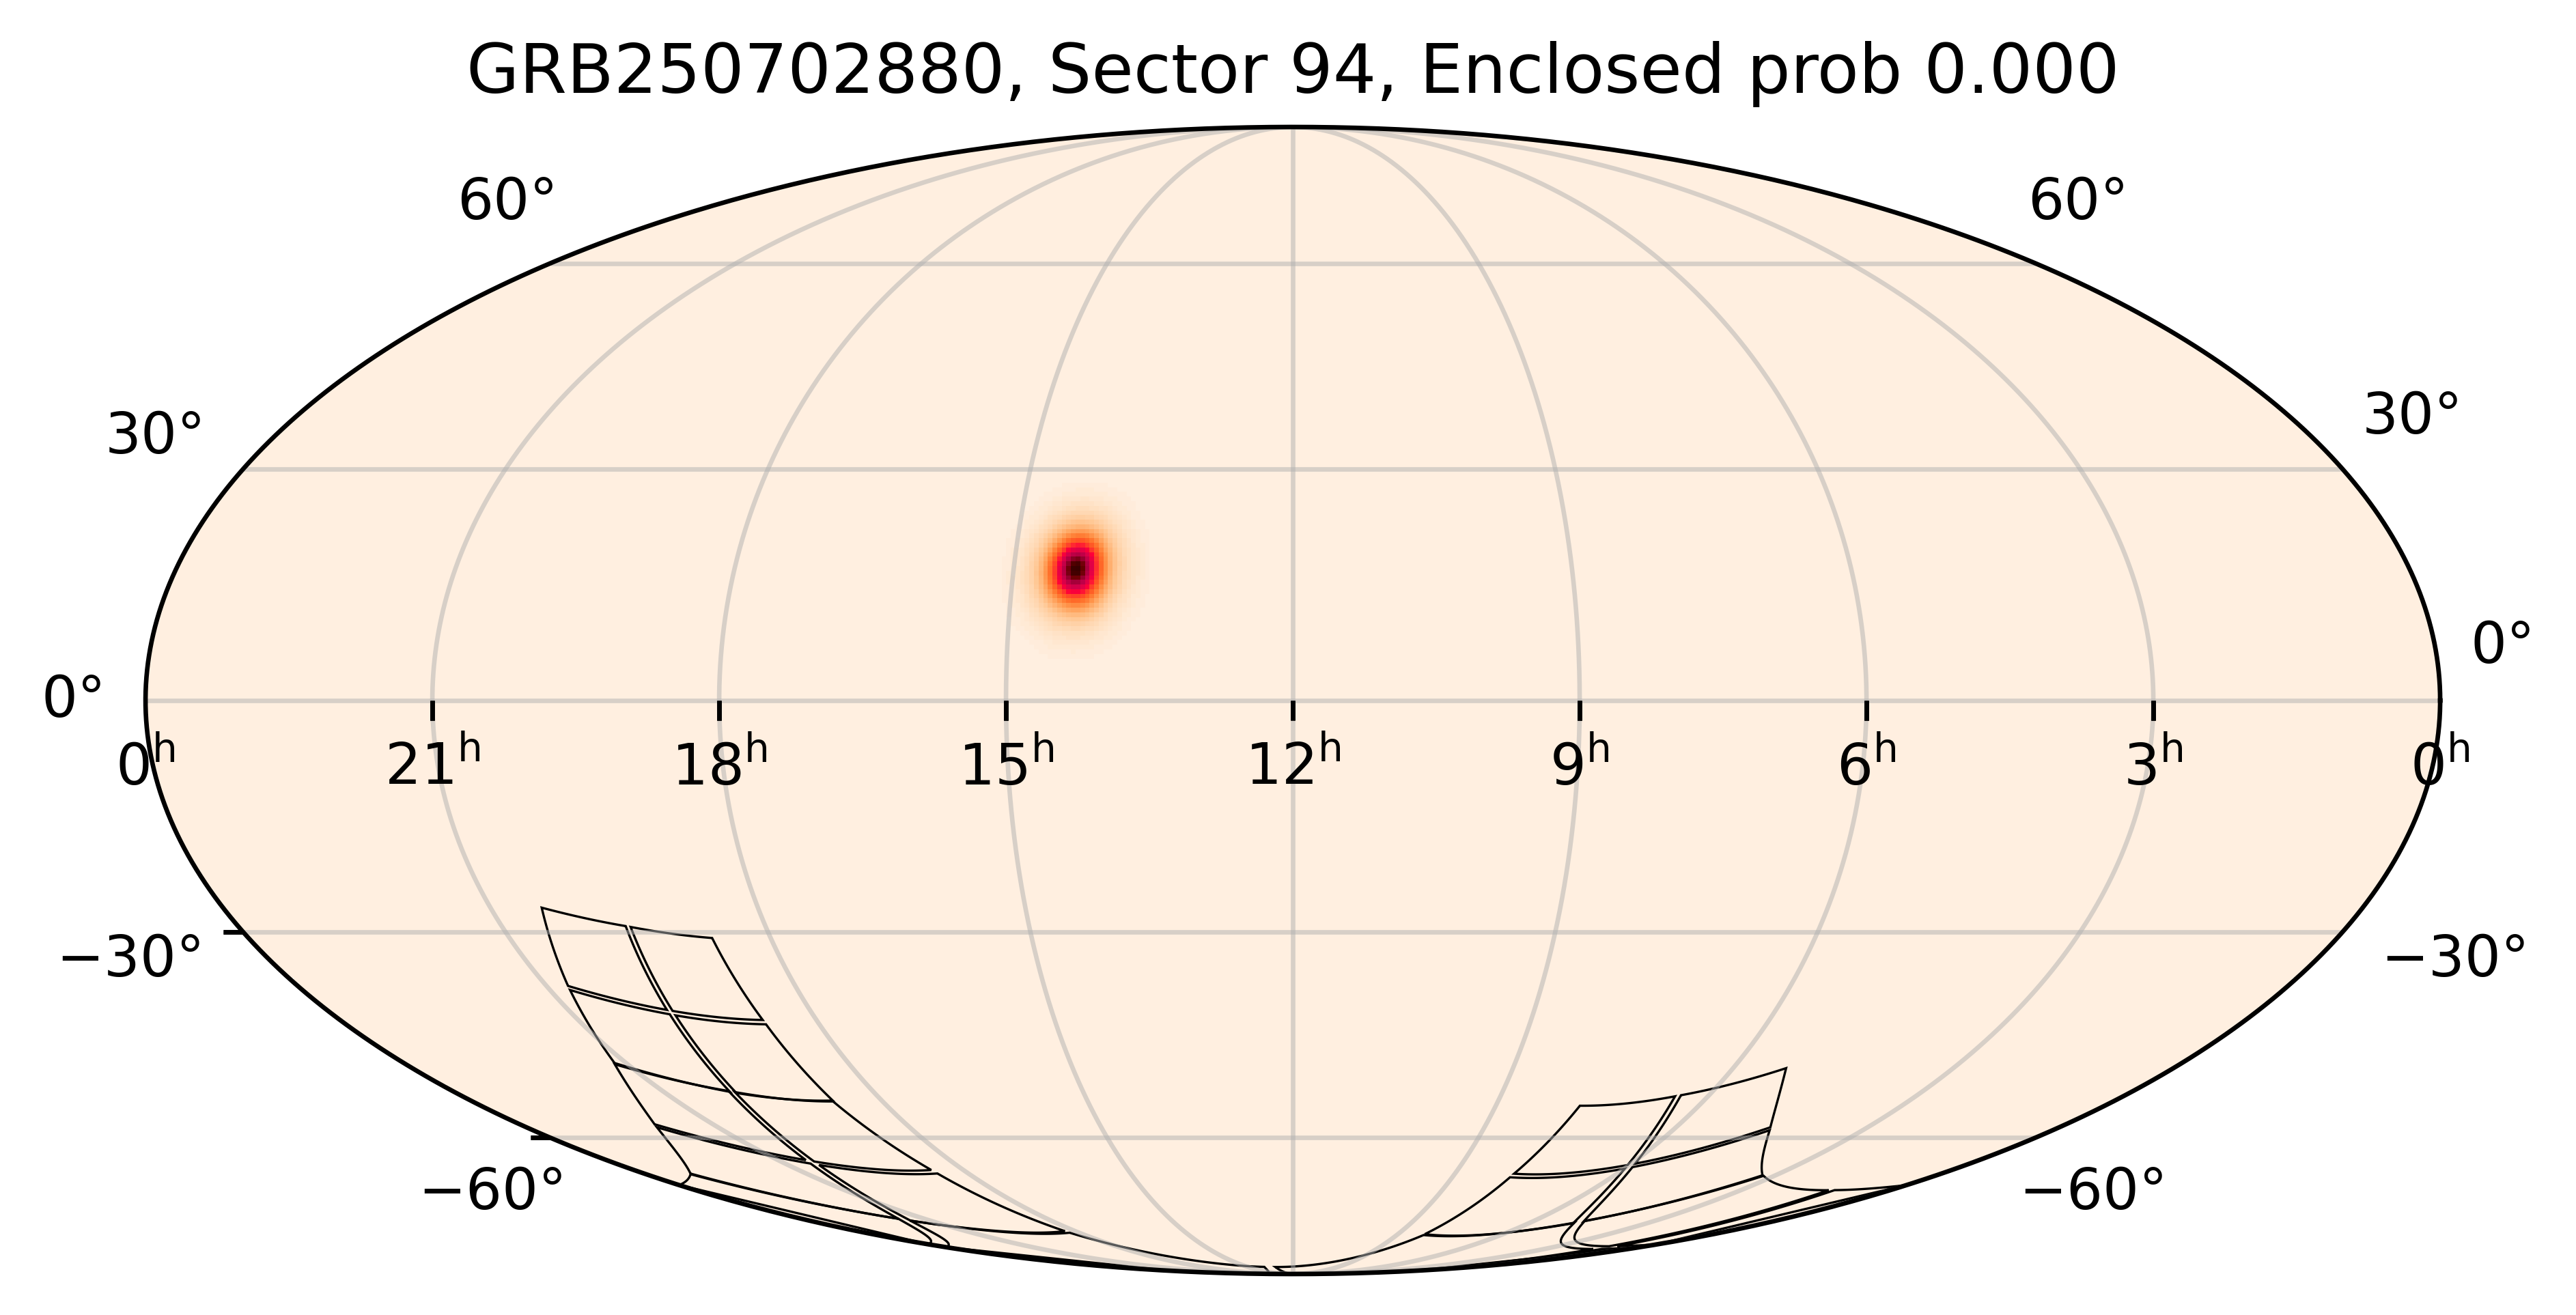 GRB250702880, Sector 94, Enclosed prob 0.000
60° 60°
30° 30°
0° 0°
0h 21h 18h 15h 12h 9h 6h 3h 0h
−30° −30°
−60° −60°